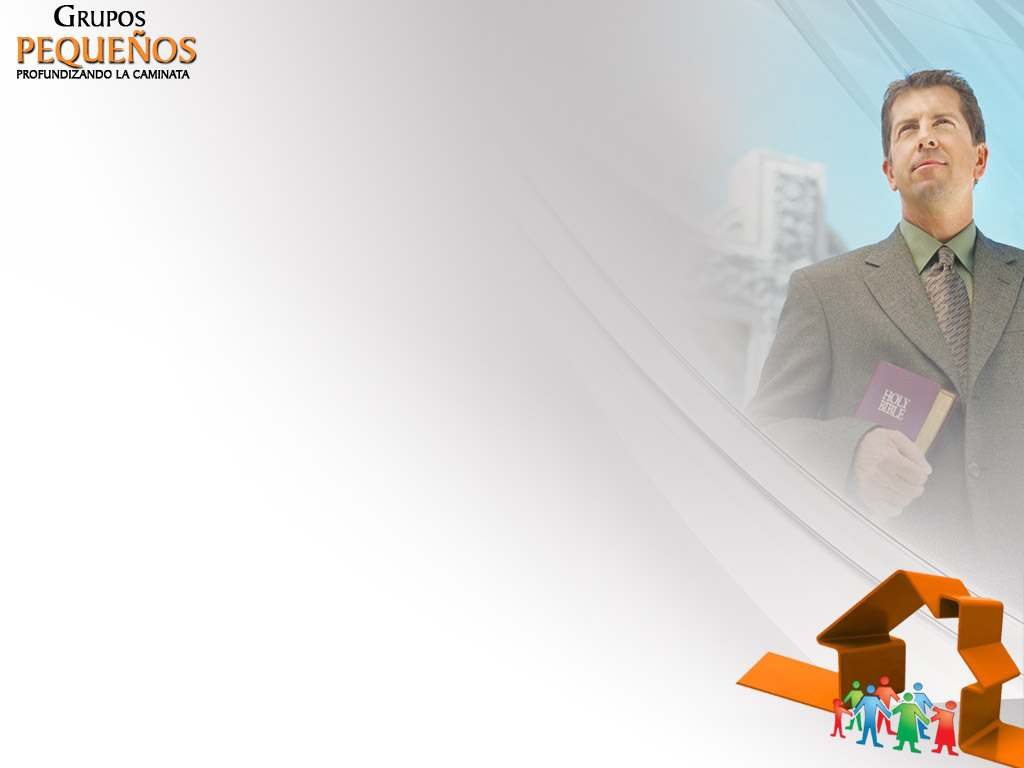 GRUPOS
PEQUEÑOS
PROFUNDIZANDO LA CAMINATA
HOLY
BIBLE